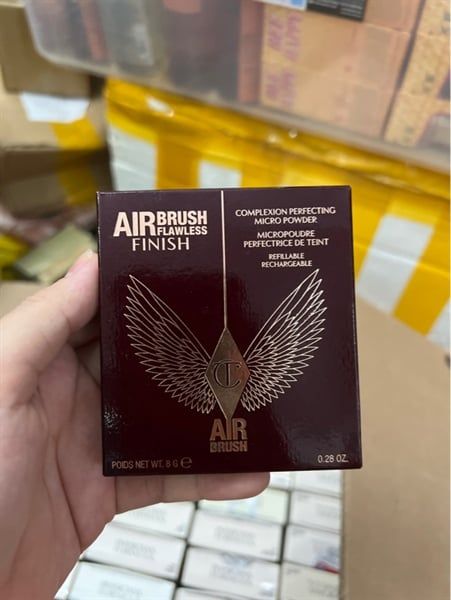 AIRBRUSH
FLAWLESS
FINISH
COMPLEXION PERFECTING
MICRO POWDER
MICROPOUDRE
PERFECTRICE DE TEINT
REFILLABLE
RECHARGEABLE
CT
AIR
BRUSH
POIDS NET WT. 8 G ℮
0.28 OZ.